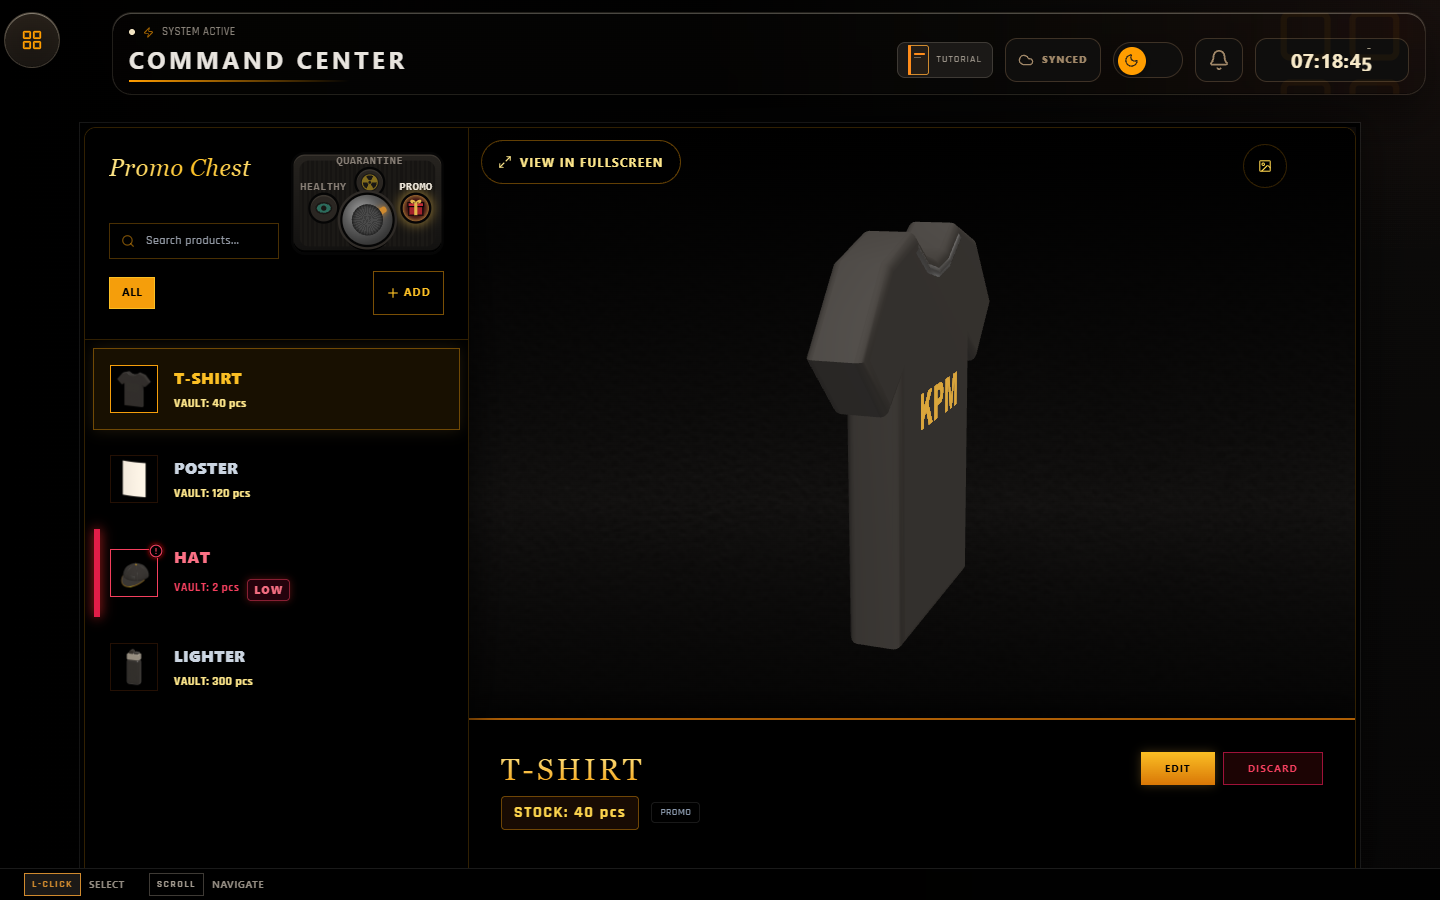 SYSTEM ACTIVE
COMMAND CENTER
TUTORIAL
SYNCED
07:18:45
Promo Chest
QUARANTINE
HEALTHY
PROMO
Search products...
ALL
+ ADD
T-SHIRT
VAULT: 40 pcs
POSTER
VAULT: 120 pcs
HAT
VAULT: 2 pcs LOW
LIGHTER
VAULT: 300 pcs
VIEW IN FULLSCREEN
KPM
T-SHIRT
STOCK: 40 pcs PROMO
EDIT
DISCARD
L-CLICK SELECT SCROLL NAVIGATE